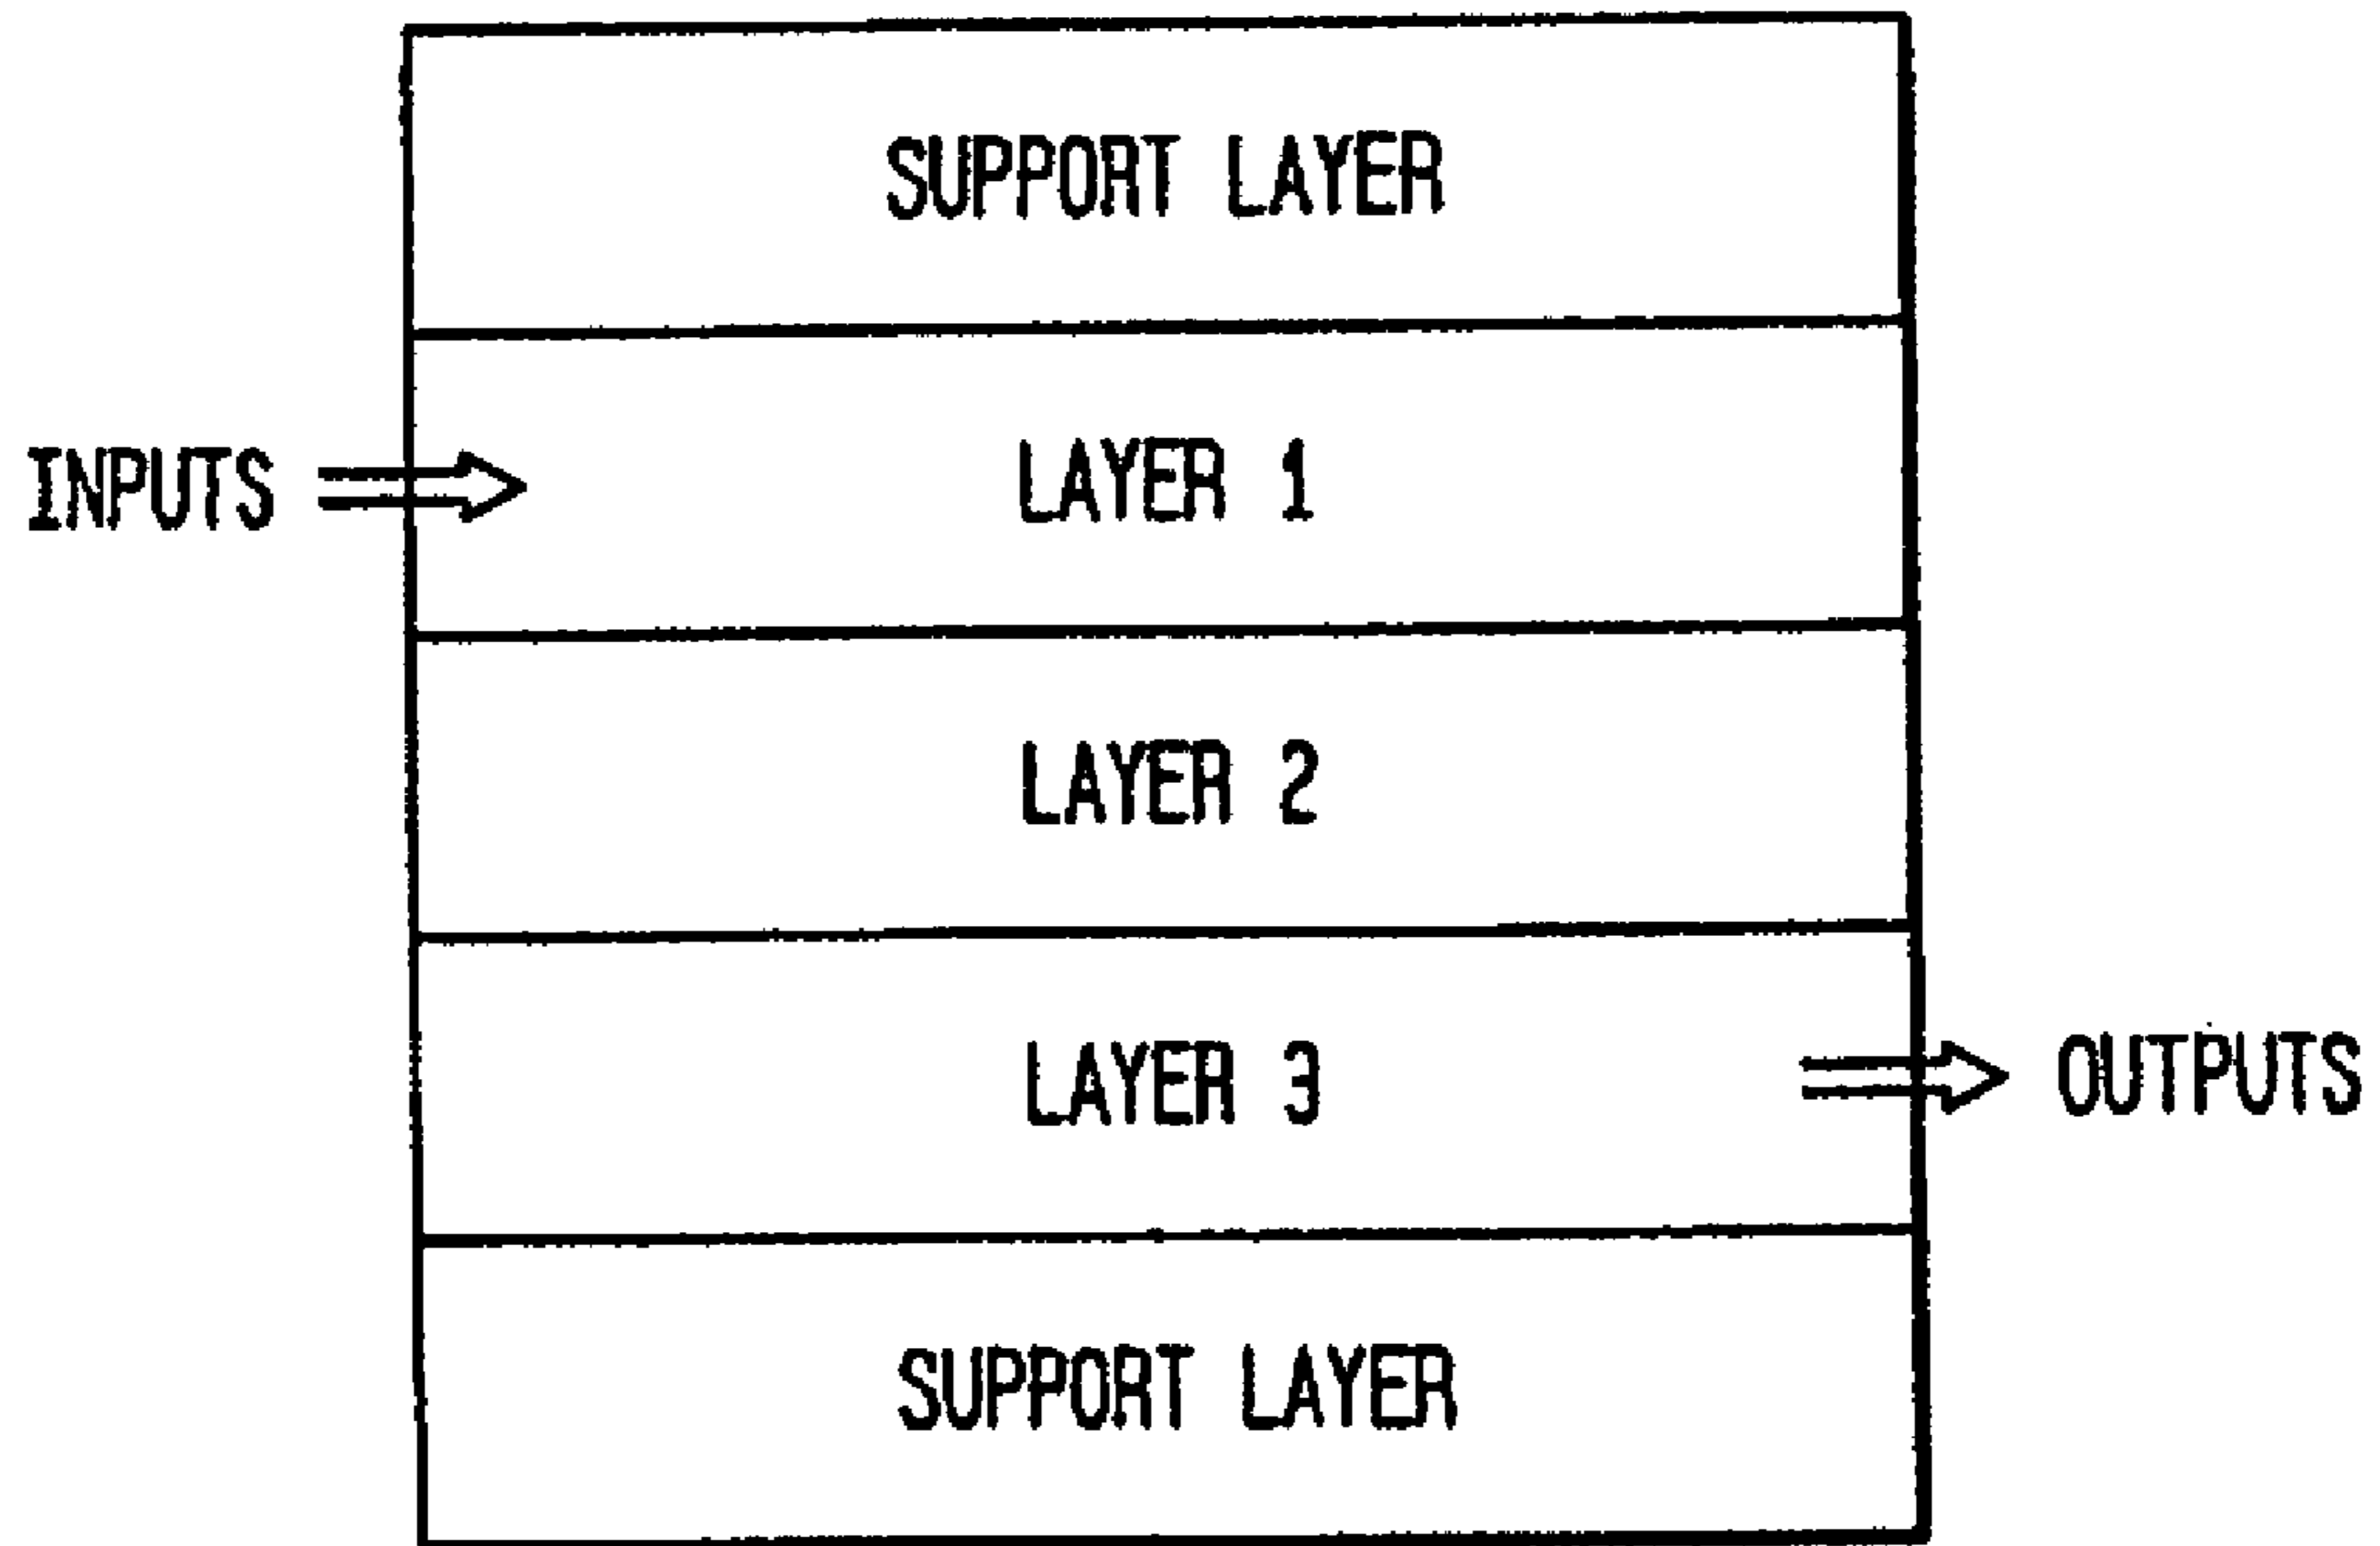 SUPPORT LAYER
INPUTS
LAYER 1
LAYER 2
LAYER 3
OUTPUTS
SUPPORT LAYER